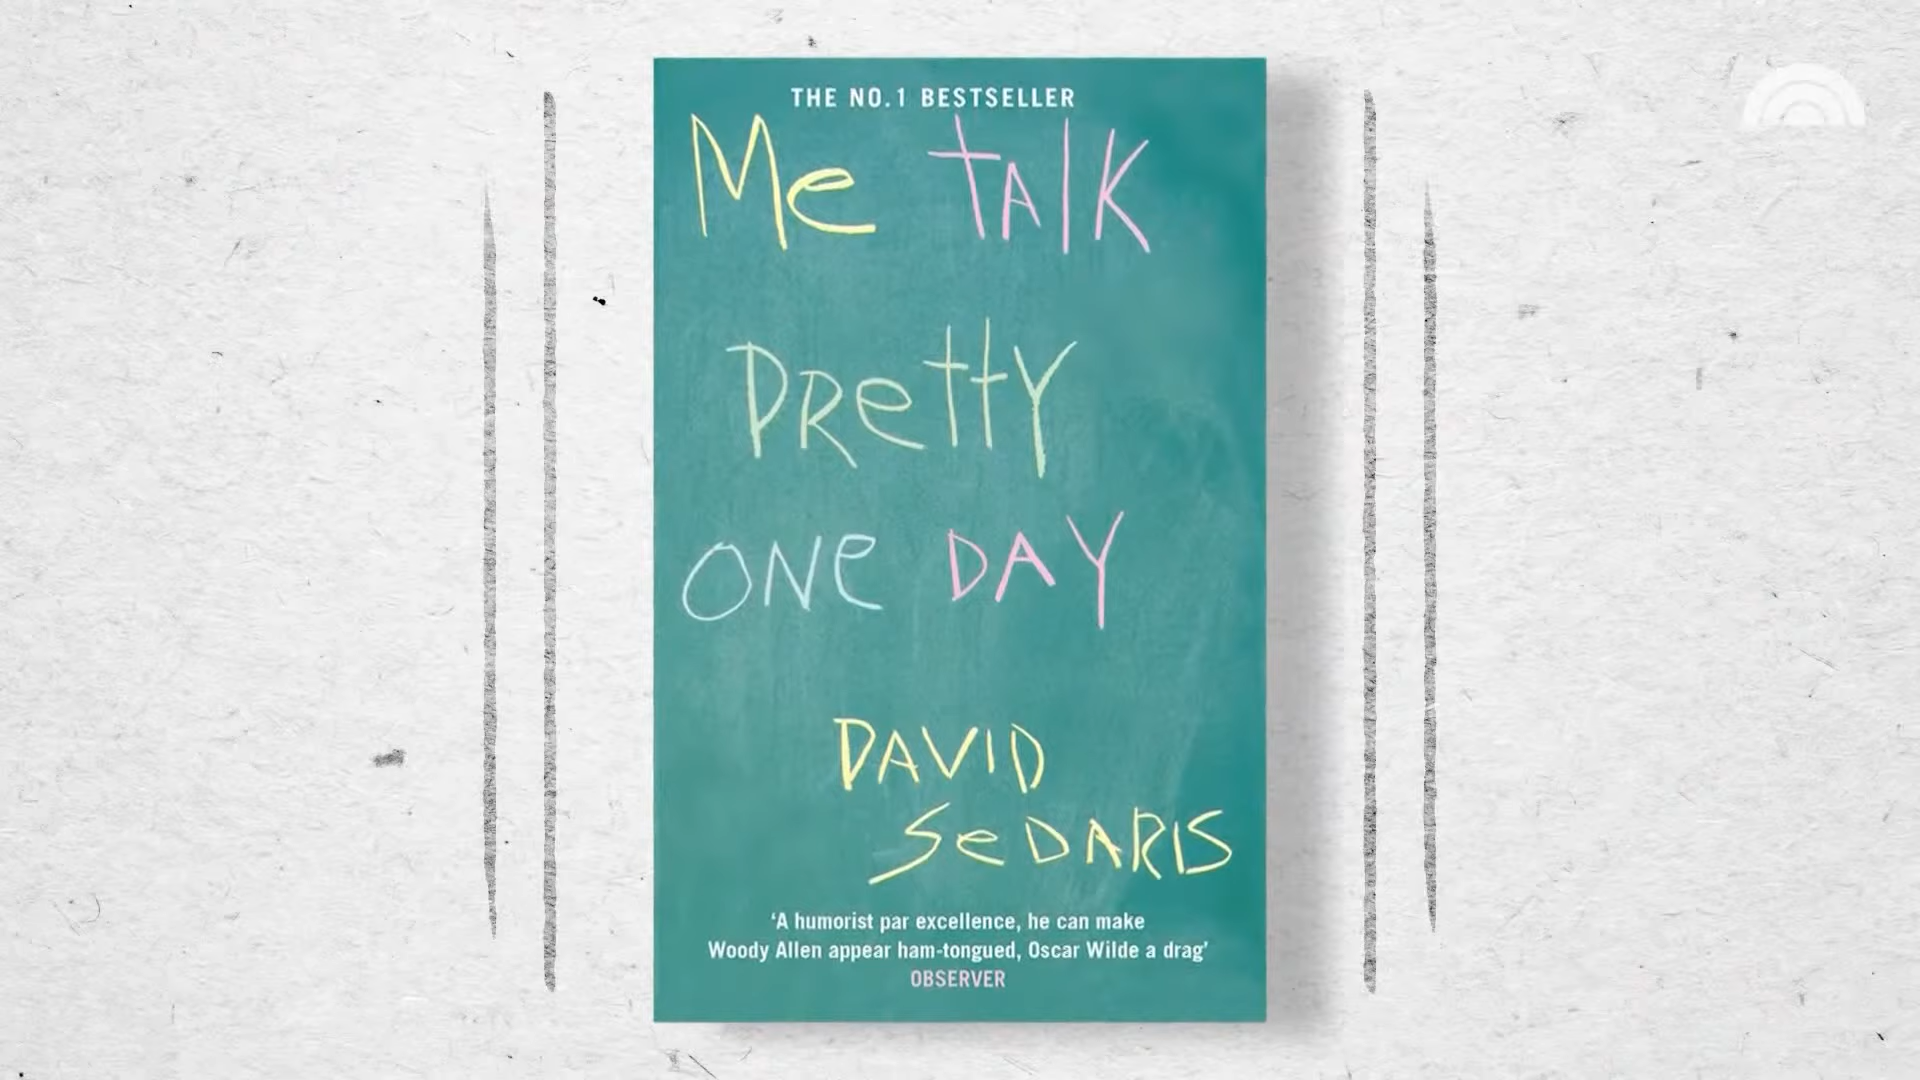 THE NO.1 BESTSELLER
Me tAlK
PRettY
ONe DAY
DAVID
SeDARIS
‘A humorist par excellence, he can make
Woody Allen appear ham-tongued, Oscar Wilde a drag’
OBSERVER